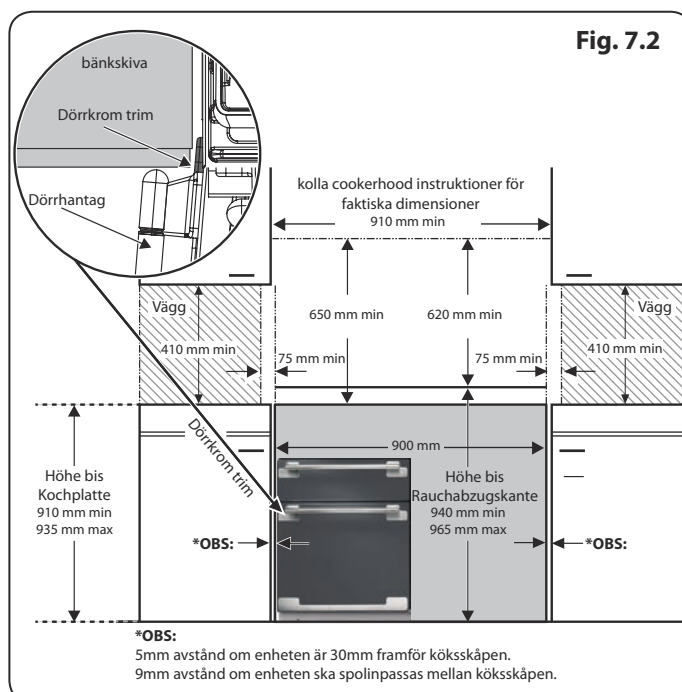 Fig. 7.2
bänkskiva
Dörrkrom trim
Dörrhantag
kolla cookerhood instruktioner för
faktiska dimensioner
910 mm min
Vägg
Vägg
650 mm min
620 mm min
410 mm min
75 mm min
75 mm min
410 mm min
Dörrkrom trim
900 mm
Höhe bis
Kochplatte
910 mm min
935 mm max
Höhe bis
Rauchabzugskante
940 mm min
965 mm max
*OBS:
*OBS:
*OBS:
5mm avstånd om enheten är 30mm framför köksskåpen.
9mm avstånd om enheten ska spolinpassas mellan köksskåpen.